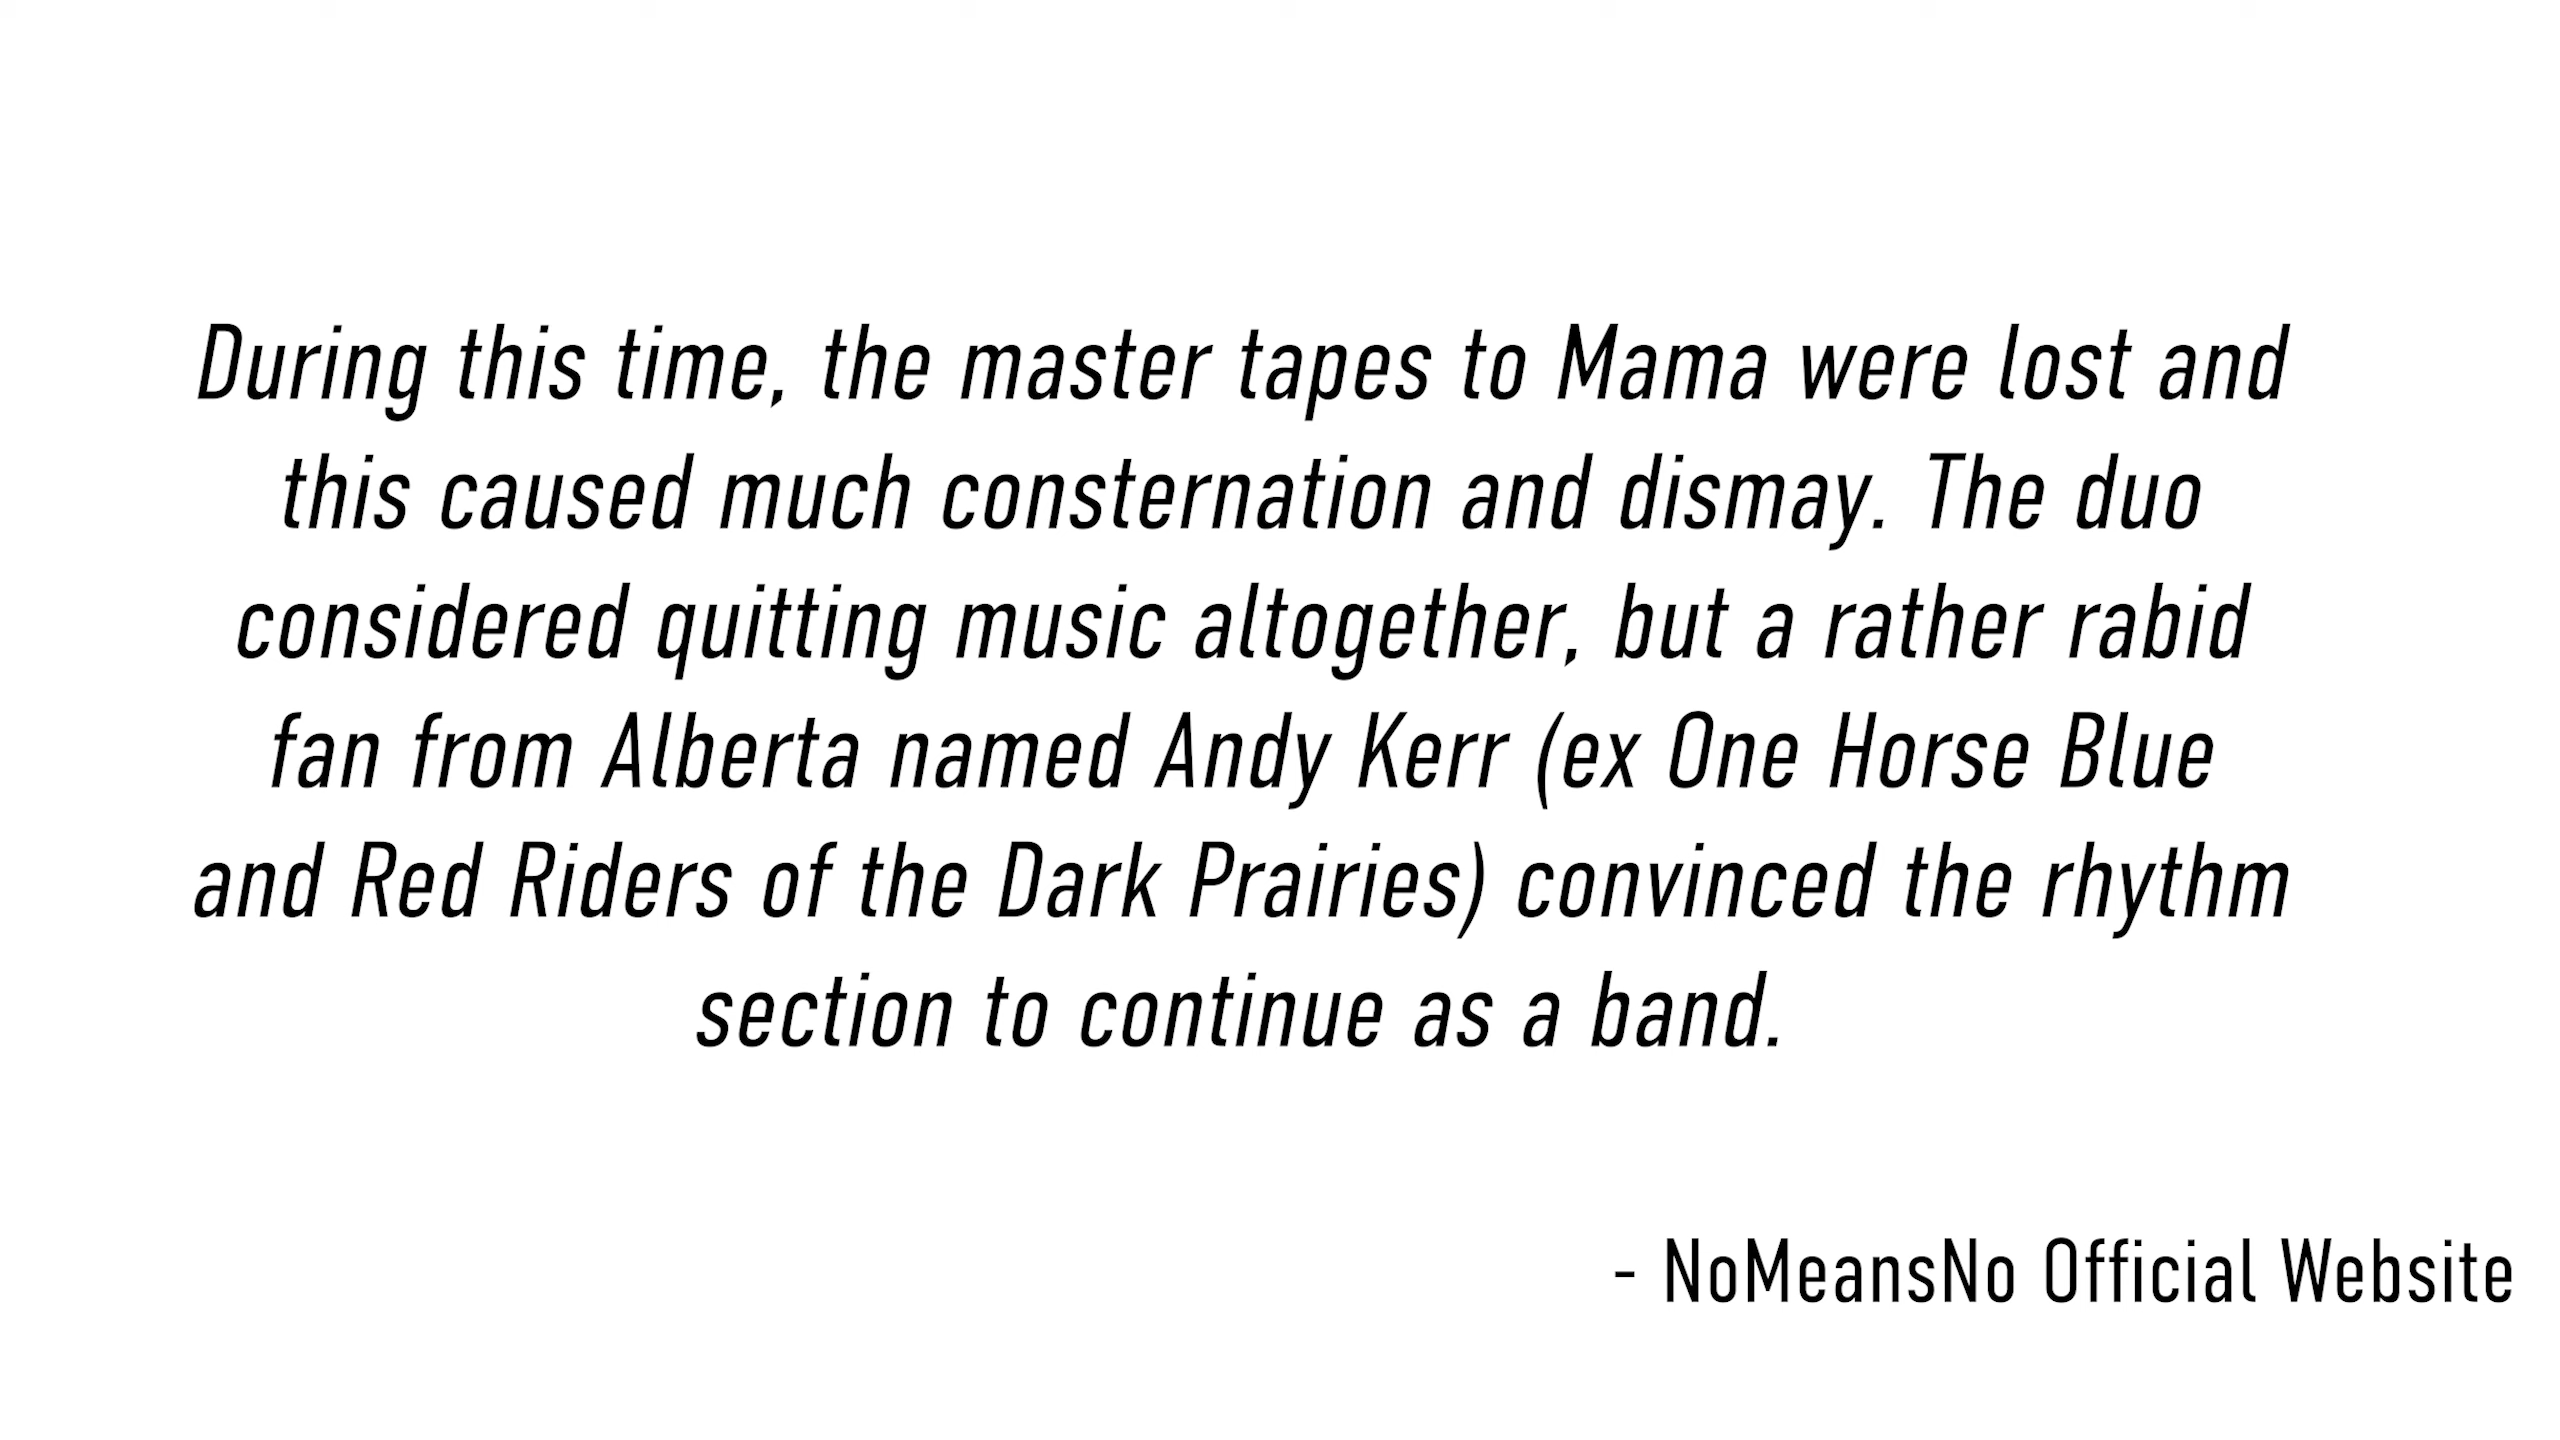 During this time, the master tapes to Mama were lost and
this caused much consternation and dismay. The duo
considered quitting music altogether, but a rather rabid
fan from Alberta named Andy Kerr (ex One Horse Blue
and Red Riders of the Dark Prairies) convinced the rhythm
section to continue as a band.
- NoMeansNo Official Website